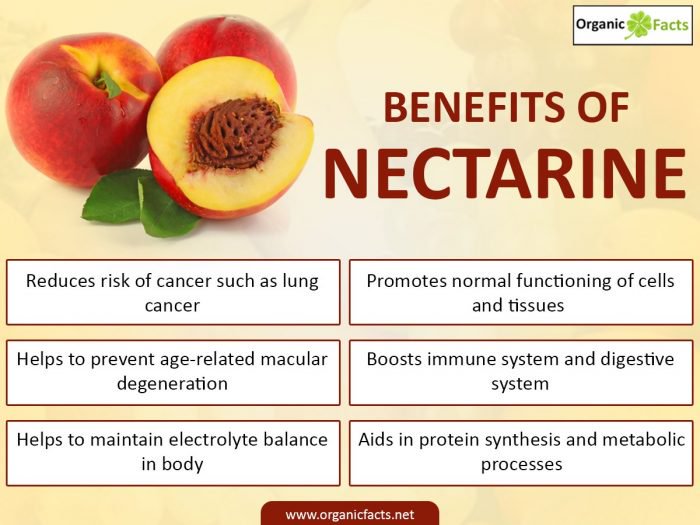 Organic Facts
BENEFITS OF
NECTARINE
Reduces risk of cancer such as lung
cancer
Promotes normal functioning of cells
and tissues
Helps to prevent age-related macular
degeneration
Boosts immune system and digestive
system
Helps to maintain electrolyte balance
in body
Aids in protein synthesis and metabolic
processes
www.organicfacts.net